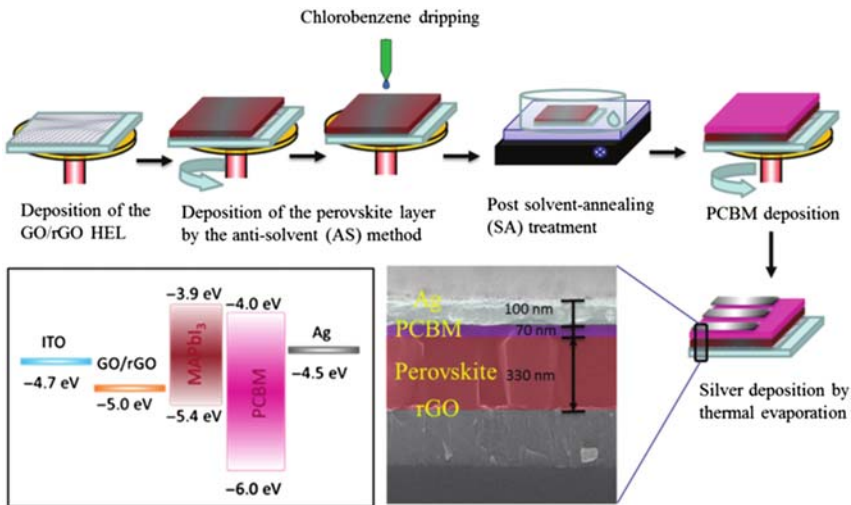 Chlorobenzene dripping
Deposition of the
GO/rGO HEL
Deposition of the perovskite layer
by the anti-solvent (AS) method
Post solvent-annealing
(SA) treatment
PCBM deposition
−3.9 eV
−4.0 eV
ITO
−4.7 eV
GO/rGO
−5.0 eV
MAPbI₃
−5.4 eV
PCBM
−6.0 eV
Ag
−4.5 eV
Ag
100 nm
PCBM
70 nm
Perovskite
330 nm
rGO
Silver deposition by
thermal evaporation